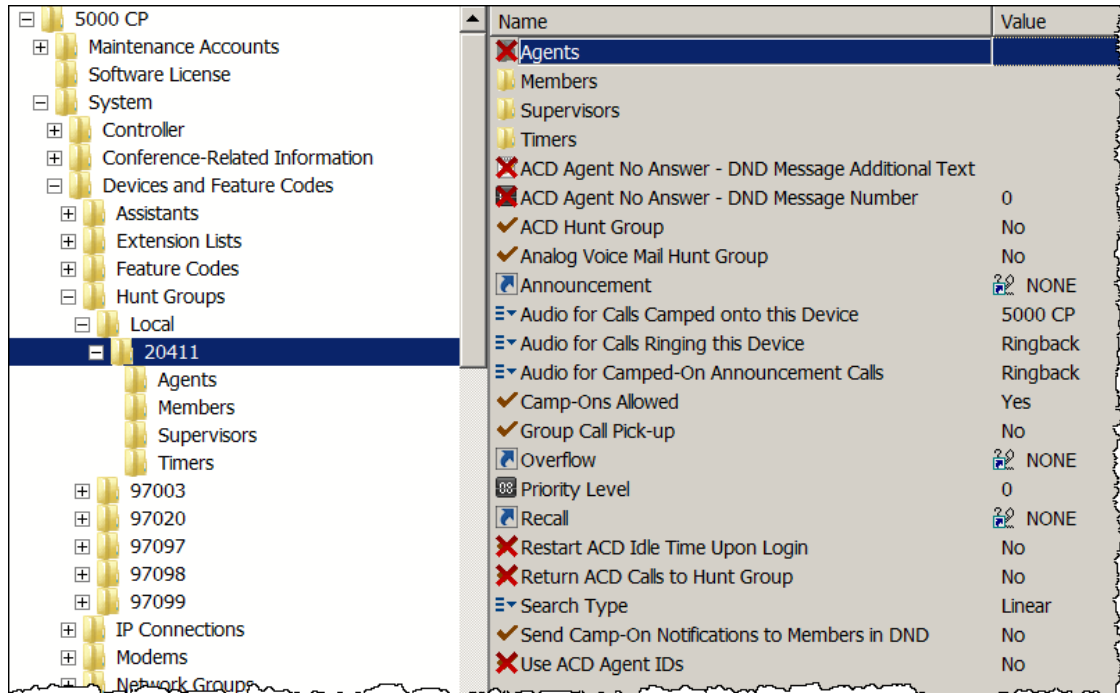 5000 CP
Maintenance Accounts
Software License
System
Controller
Conference-Related Information
Devices and Feature Codes
Assistants
Extension Lists
Feature Codes
Hunt Groups
Local
20411
Agents
Members
Supervisors
Timers
97003
97020
97097
97098
97099
IP Connections
Modems
Network Groups
Name Value
Agents
Members
Supervisors
Timers
ACD Agent No Answer - DND Message Additional Text
ACD Agent No Answer - DND Message Number 0
ACD Hunt Group No
Analog Voice Mail Hunt Group No
Announcement NONE
Audio for Calls Camped onto this Device 5000 CP
Audio for Calls Ringing this Device Ringback
Audio for Camped-On Announcement Calls Ringback
Camp-Ons Allowed Yes
Group Call Pick-up No
Overflow NONE
Priority Level 0
Recall NONE
Restart ACD Idle Time Upon Login No
Return ACD Calls to Hunt Group No
Search Type Linear
Send Camp-On Notifications to Members in DND No
Use ACD Agent IDs No